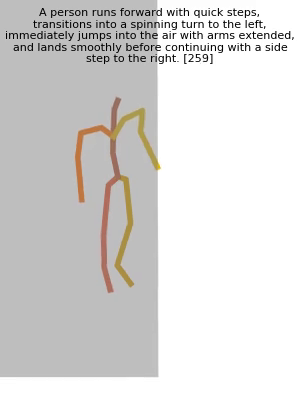 A person runs forward with quick steps,
transitions into a spinning turn to the left,
immediately jumps into the air with arms extended,
and lands smoothly before continuing with a side
step to the right. [259]